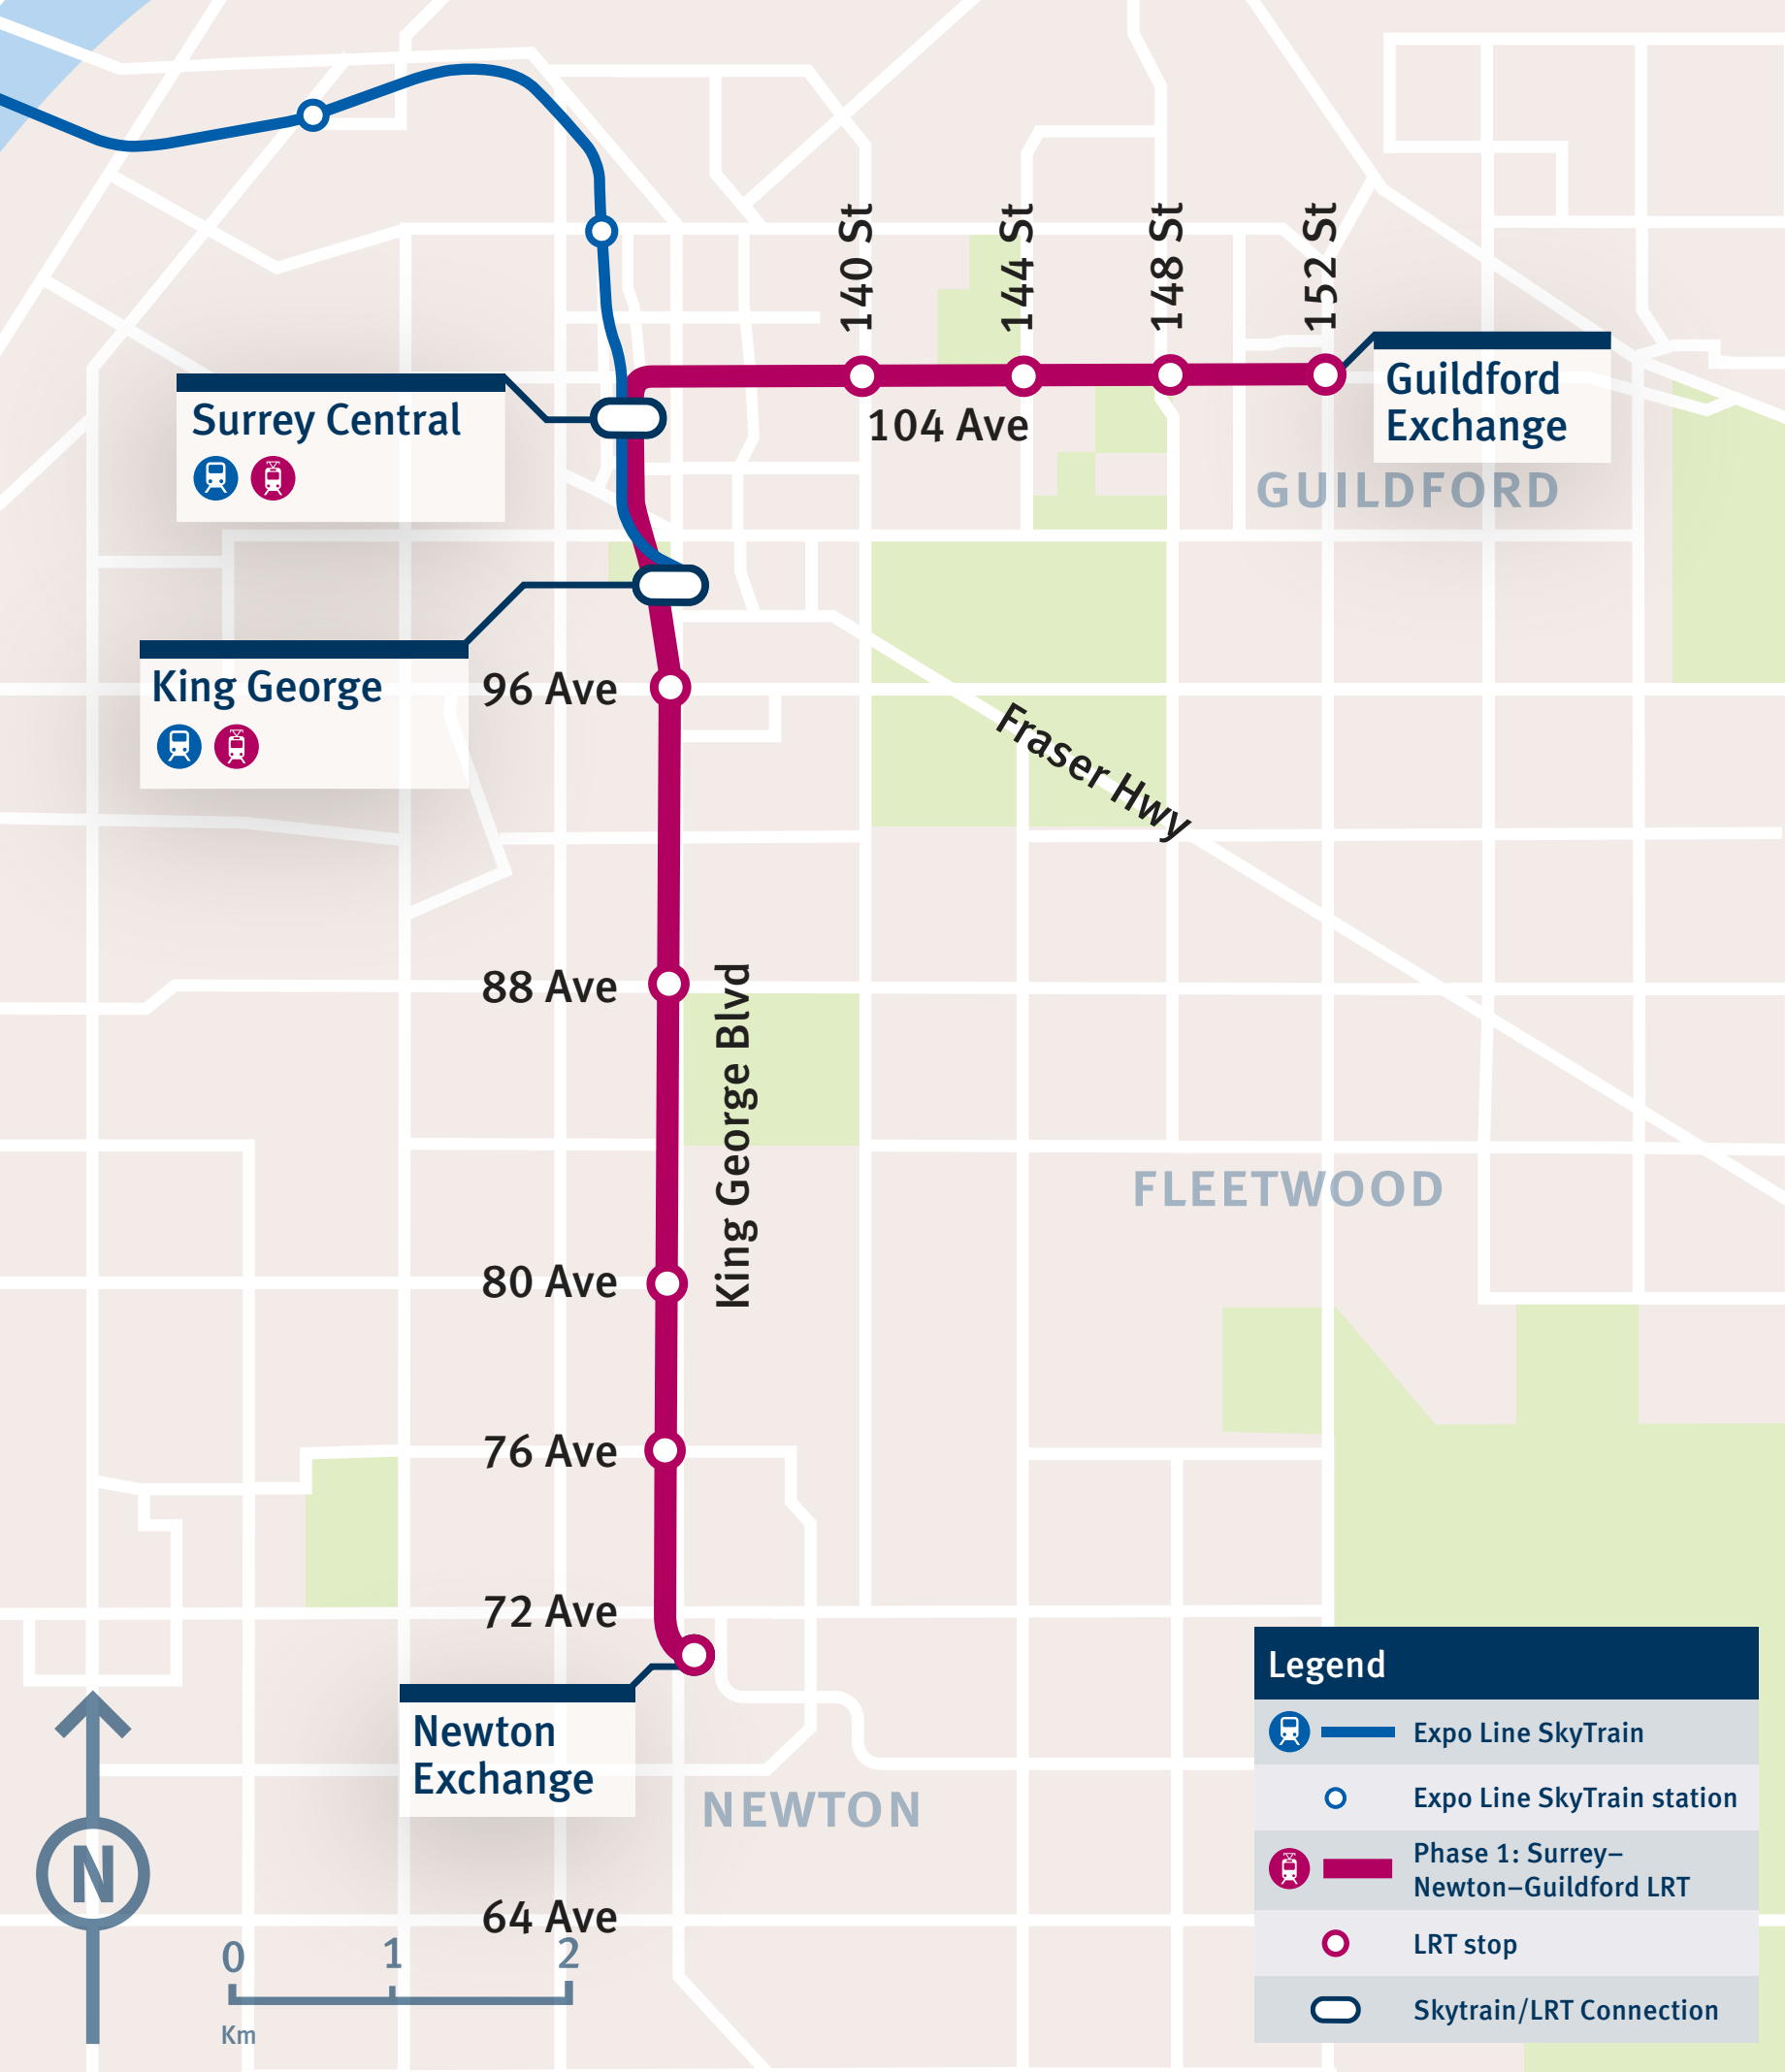 140 St
144 St
148 St
152 St
Guildford
Exchange
Surrey Central
104 Ave
GUILDFORD
King George
96 Ave
Fraser Hwy
88 Ave
King George Blvd
FLEETWOOD
80 Ave
76 Ave
72 Ave
Newton
Exchange
NEWTON
64 Ave
N
0 1 2
Km
Legend
Expo Line SkyTrain
Expo Line SkyTrain station
Phase 1: Surrey–
Newton–Guildford LRT
LRT stop
Skytrain/LRT Connection